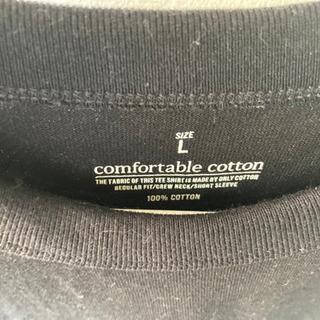 SIZE
L
comfortable cotton
THE FABRIC OF THIS TEE SHIRT IS MADE BY ONLY COTTON
REGULAR FIT/CREW NECK/SHORT SLEEVE
100% COTTON